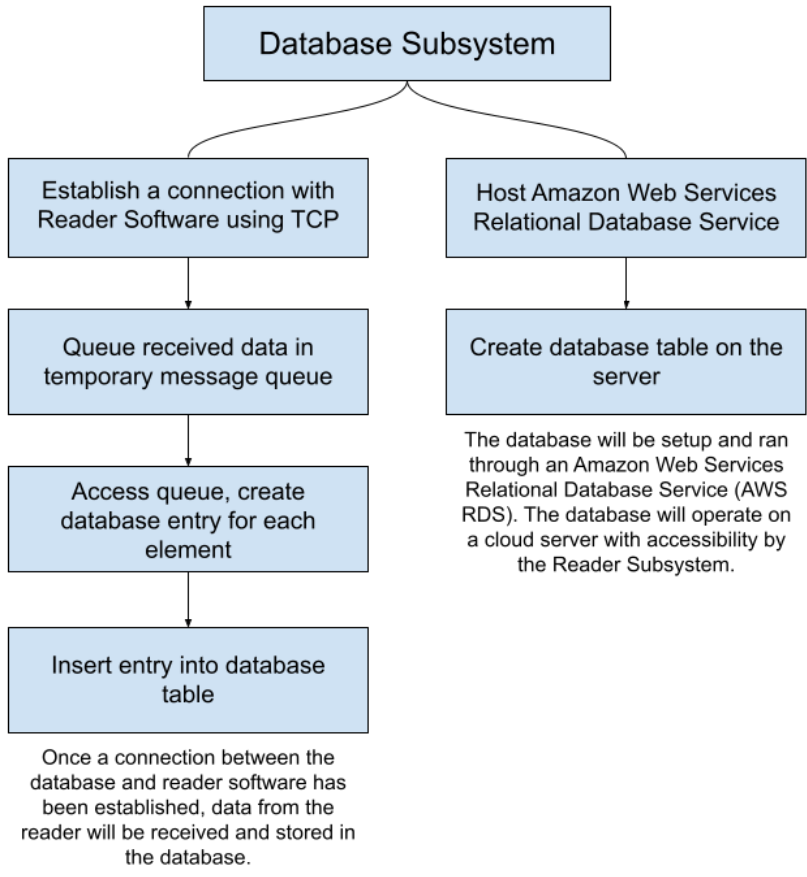 Database Subsystem
Establish a connection with
Reader Software using TCP
Queue received data in
temporary message queue
Access queue, create
database entry for each
element
Insert entry into database
table
Once a connection between the
database and reader software has
been established, data from the
reader will be received and stored in
the database.
Host Amazon Web Services
Relational Database Service
Create database table on the
server
The database will be setup and ran
through an Amazon Web Services
Relational Database Service (AWS
RDS). The database will operate on
a cloud server with accessibility by
the Reader Subsystem.